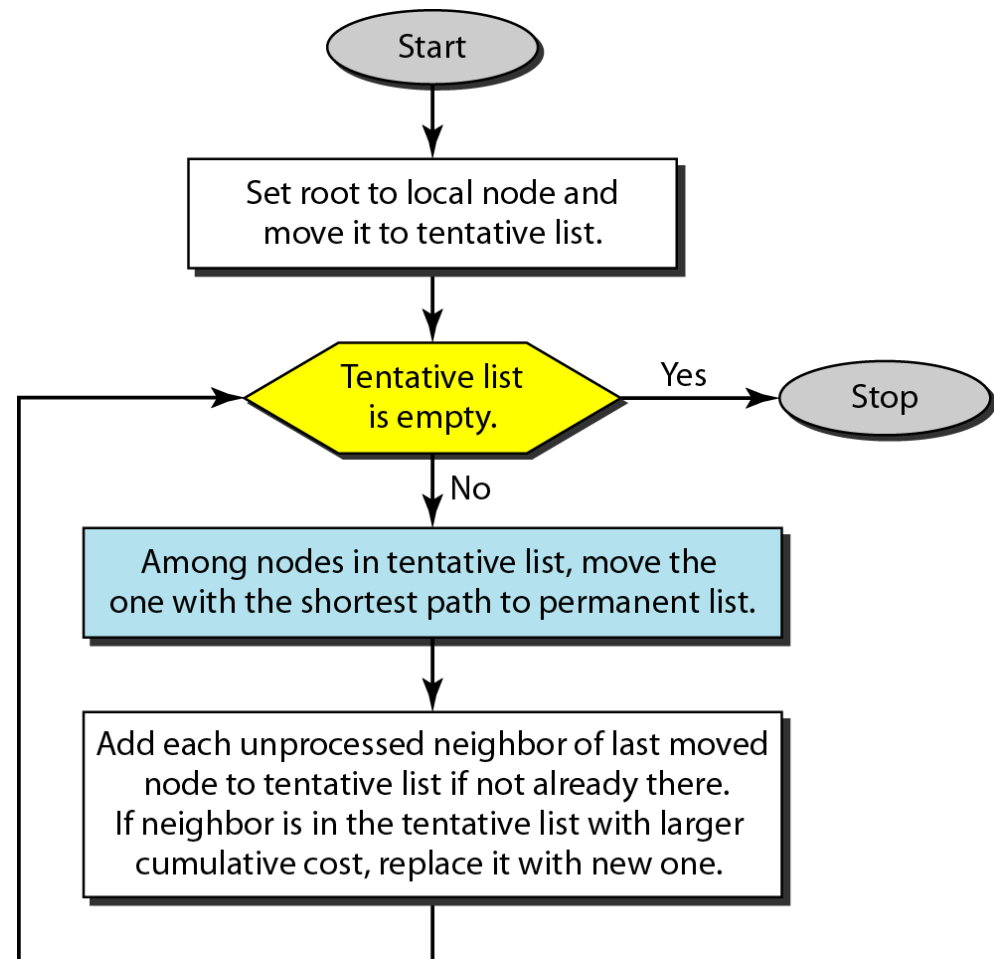 Start
Set root to local node and
move it to tentative list.
Tentative list
is empty.
Yes
Stop
No
Among nodes in tentative list, move the
one with the shortest path to permanent list.
Add each unprocessed neighbor of last moved
node to tentative list if not already there.
If neighbor is in the tentative list with larger
cumulative cost, replace it with new one.